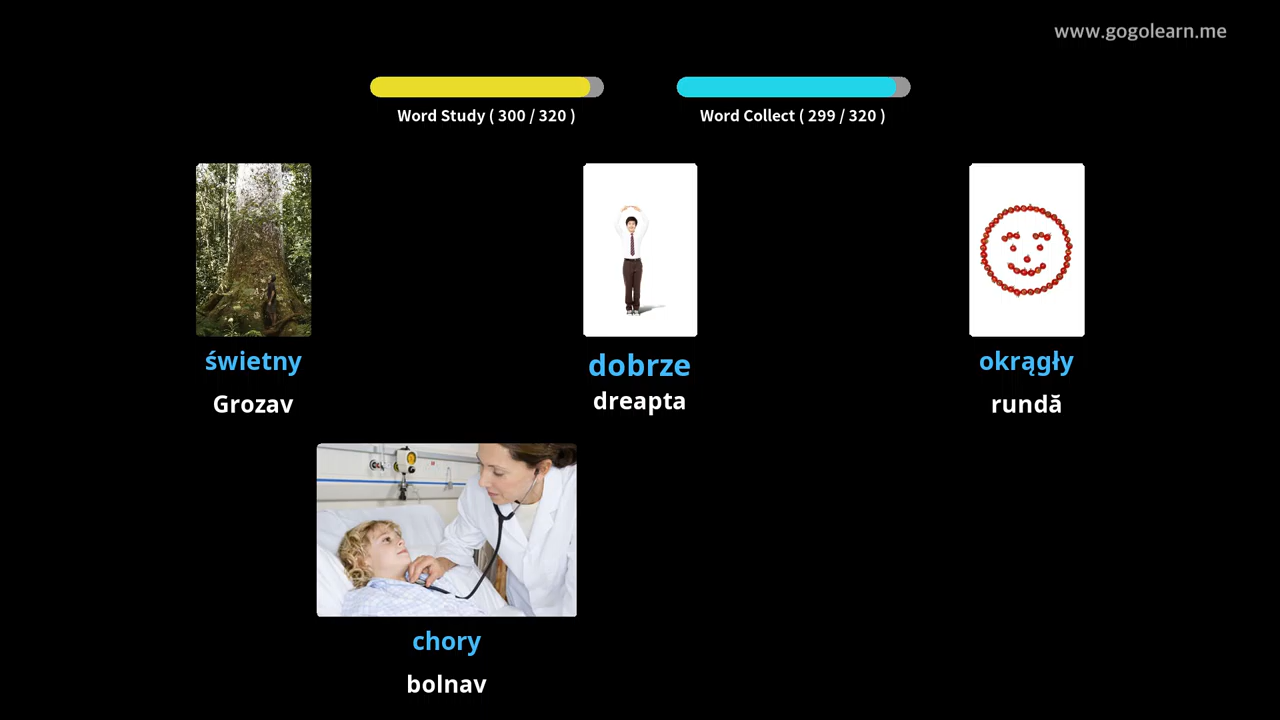 www.gogolearn.me
Word Study ( 300 / 320 )
Word Collect ( 299 / 320 )
świetny
dobrze
okrągły
Grozav
dreapta
rundă
chory
bolnav